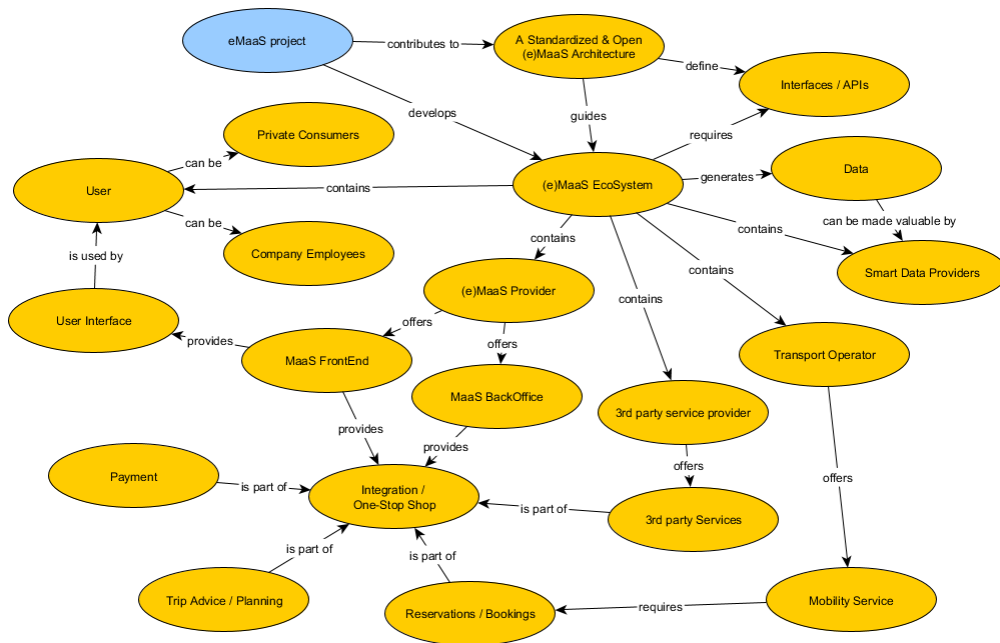 eMaaS project
contributes to
A Standardized & Open
(e)MaaS Architecture
define
Interfaces / APIs
develops
guides
requires
Private Consumers
can be
User
contains
(e)MaaS EcoSystem
generates
Data
can be
can be made valuable by
contains
Company Employees
is used by
contains
contains
Smart Data Providers
(e)MaaS Provider
contains
User Interface
offers
provides
offers
MaaS FrontEnd
Transport Operator
MaaS BackOffice
3rd party service provider
provides
provides
offers
offers
Payment
is part of
Integration /
One-Stop Shop
is part of
3rd party Services
is part of
is part of
Trip Advice / Planning
Reservations / Bookings
requires
Mobility Service